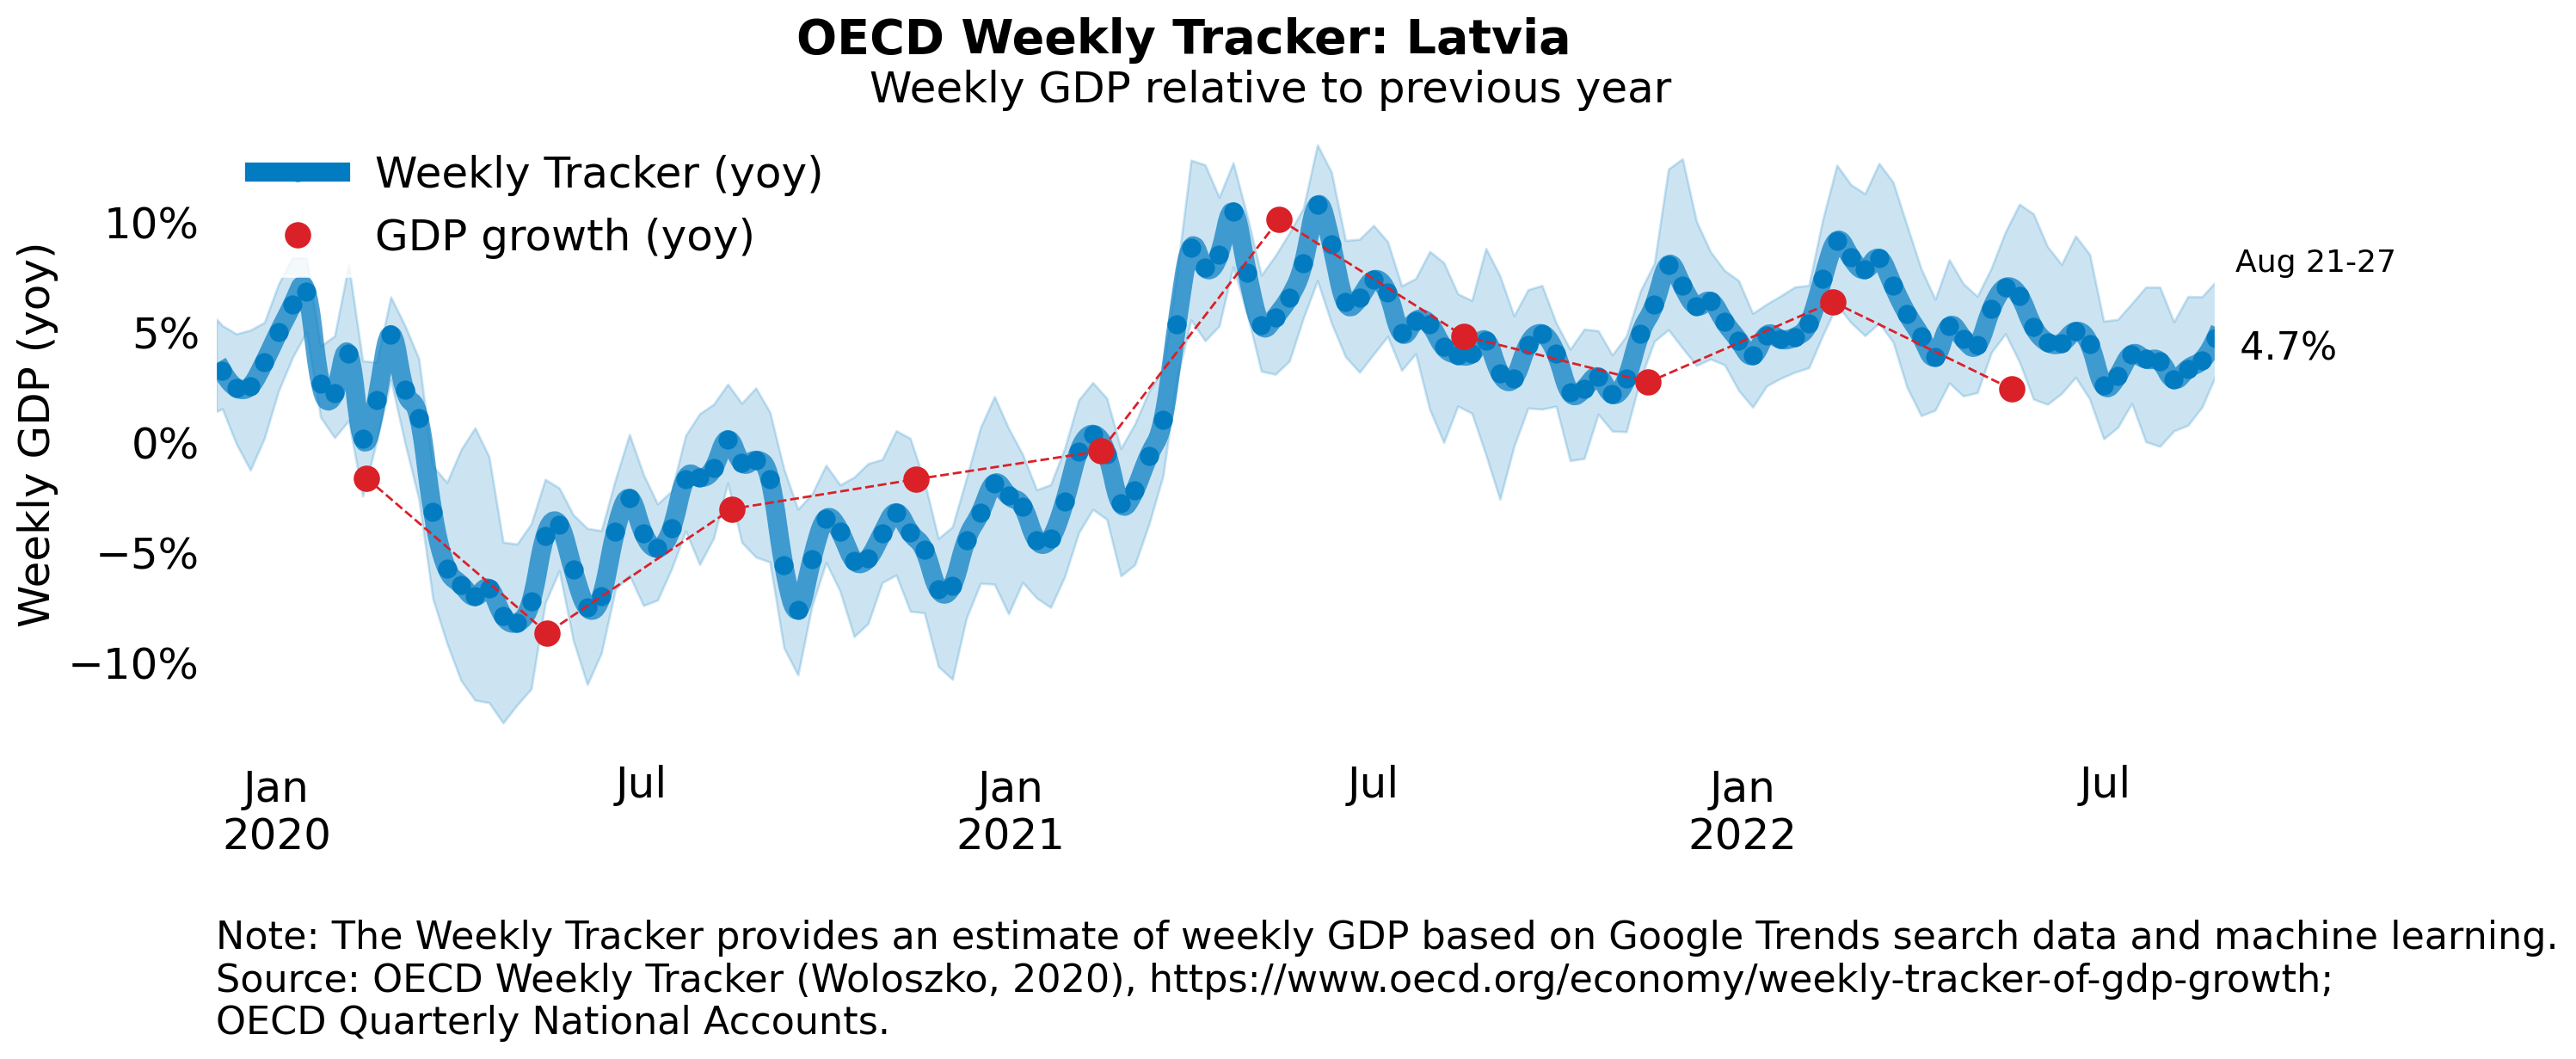 OECD Weekly Tracker: Latvia
Weekly GDP relative to previous year
Weekly Tracker (yoy)
GDP growth (yoy)
Weekly GDP (yoy)
10%
5%
0%
−5%
−10%
Aug 21-27
4.7%
Jan
2020
Jul
Jan
2021
Jul
Jan
2022
Jul
Note: The Weekly Tracker provides an estimate of weekly GDP based on Google Trends search data and machine learning.
Source: OECD Weekly Tracker (Woloszko, 2020), https://www.oecd.org/economy/weekly-tracker-of-gdp-growth;
OECD Quarterly National Accounts.